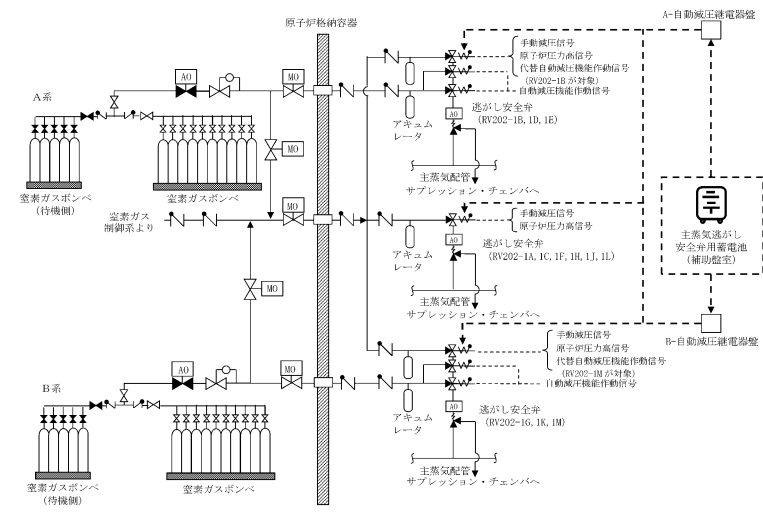 原子炉格納容器
A-自動減圧継電器盤
手動減圧信号
原子炉圧力高信号
代替自動減圧機能作動信号
(RV202-1Bが対象)
自動減圧機能作動信号
AO
MO
A系
AO
逃がし安全弁
(RV202-1B, 1D, 1E)
アキュム
レータ
MO
主蒸気配管
サプレッション・チェンバへ
窒素ガスボンベ
(待機側)
窒素ガスボンベ
MO
窒素ガス
制御系より
手動減圧信号
原子炉圧力高信号
AO
逃がし安全弁
(RV202-1A, 1C, 1F, 1H, 1J, 1L)
アキュム
レータ
主蒸気逃がし
安全弁用蓄電池
(補助盤室)
MO
主蒸気配管
サプレッション・チェンバへ
B-自動減圧継電器盤
手動減圧信号
原子炉圧力高信号
代替自動減圧機能作動信号
(RV202-1Mが対象)
自動減圧機能作動信号
AO
MO
B系
AO
逃がし安全弁
(RV202-1G, 1K, 1M)
アキュム
レータ
主蒸気配管
サプレッション・チェンバへ
窒素ガスボンベ
(待機側)
窒素ガスボンベ